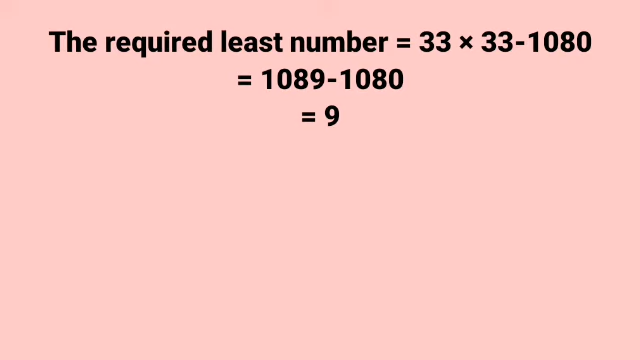 The required least number = 33 × 33-1080
= 1089-1080
= 9